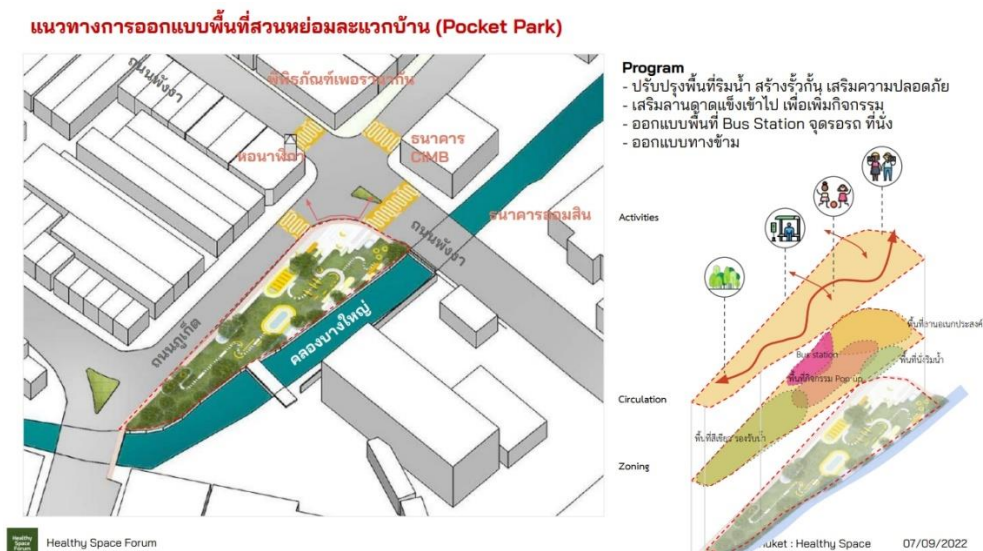 แนวทางการออกแบบพื้นที่สวนหย่อมละแวกบ้าน (Pocket Park)
ถนนพังงา
พิพิธภัณฑ์เพอรานากัน
หอนาฬิกา
ธนาคาร
CIMB
ธนาคารออมสิน
ถนนพังงา
ถนนภูเก็ต
คลองบางใหญ่
Program
- ปรับปรุงพื้นที่ริมน้ำ สร้างรั้วกั้น เสริมความปลอดภัย
- เสริมลานดาดแข็งเข้าไป เพื่อเพิ่มกิจกรรม
- ออกแบบพื้นที่ Bus Station จุดรอรถ ที่นั่ง
- ออกแบบทางข้าม
Activities
Circulation
Zoning
พื้นที่ลานอเนกประสงค์
Bus station
พื้นที่นั่งริมน้ำ
พื้นที่กิจกรรม Pop up
พื้นที่สีเขียว รองรับน้ำ
Healthy
Space
Forum
Healthy Space Forum
uket : Healthy Space
07/09/2022